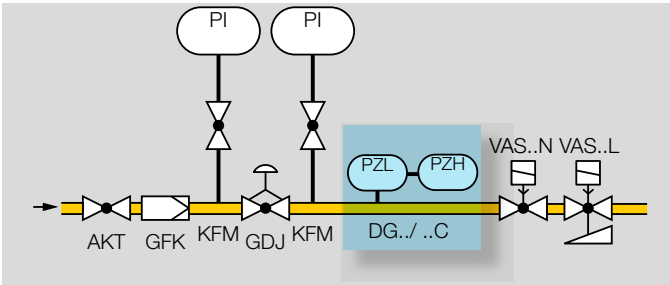 PI PI
PZL PZH
VAS..N VAS..L
AKT GFK KFM GDJ KFM DG../ ..C